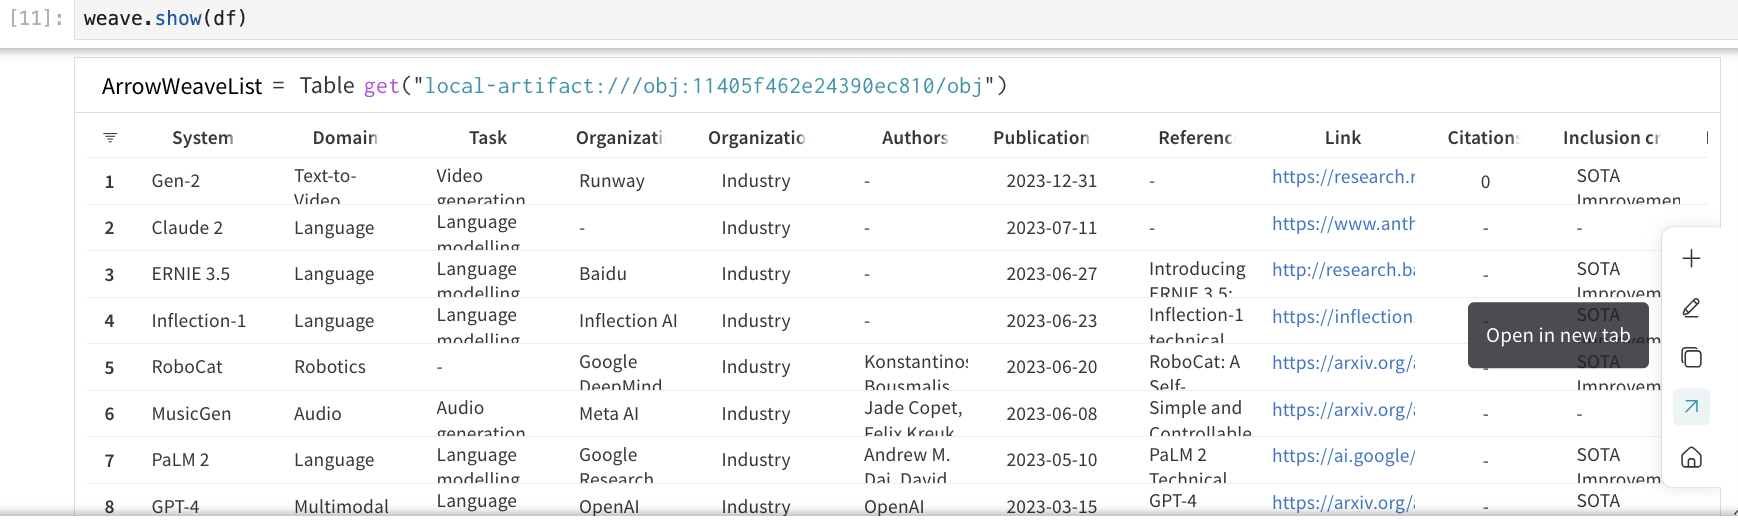 [11]: weave.show(df)
ArrowWeaveList = Table get("local-artifact:///obj:11405f462e24390ec810/obj")
System Domain Task Organizati Organizatio Authors Publication Referenc Link Citation Inclusion cr
1 Gen-2 Text-to-Video Video generation Runway Industry - 2023-12-31 - https://research.r 0 SOTA Improvemen
2 Claude 2 Language Language modelling - Industry - 2023-07-11 - https://www.anth - -
3 ERNIE 3.5 Language Language modelling Baidu Industry - 2023-06-27 Introducing ERNIE 3.5: http://research.ba - SOTA Improvem
4 Inflection-1 Language Language modelling Inflection AI Industry - 2023-06-23 Inflection-1 technical https://inflection. - SOTA
Open in new tab
5 RoboCat Robotics - Google DeepMind Industry Konstantinos Bousmalis 2023-06-20 RoboCat: A Self- https://arxiv.org/a - SOTA Improvem
6 MusicGen Audio Audio generation Meta AI Industry Jade Copet, Felix Kreuk 2023-06-08 Simple and Controllable https://arxiv.org/a - -
7 PaLM 2 Language Language modelling Google Research Industry Andrew M. Dai, David 2023-05-10 PaLM 2 Technical https://ai.google/ - SOTA Improvem
8 GPT-4 Multimodal Language OpenAI Industry OpenAI 2023-03-15 GPT-4 https://arxiv.org/a - SOTA